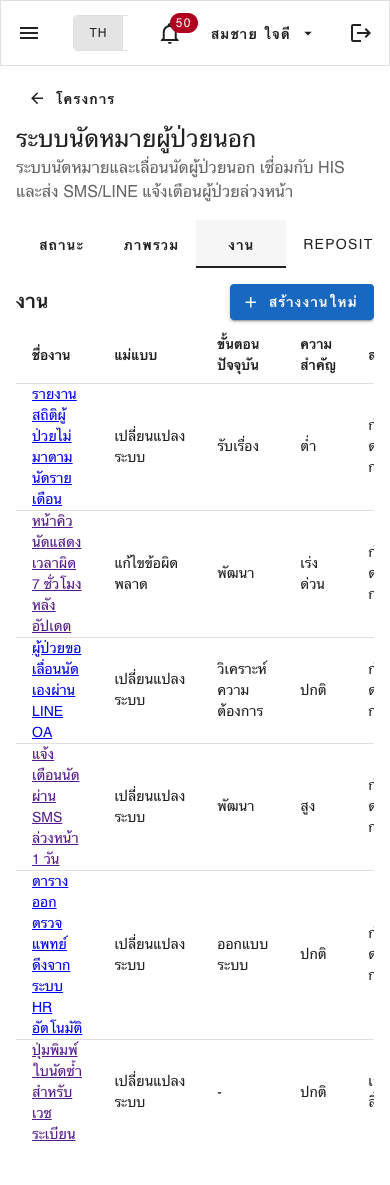 TH
50
สมชาย ใจดี
โครงการ
ระบบนัดหมายผู้ป่วยนอก
ระบบนัดหมายและเลื่อนนัดผู้ป่วยนอก เชื่อมกับ HIS
และส่ง SMS/LINE แจ้งเตือนผู้ป่วยล่วงหน้า
สถานะ ภาพรวม งาน REPOSIT
งาน
สร้างงานใหม่
ชื่องาน แม่แบบ ขั้นตอน ความ
ปัจจุบัน สำคัญ
รายงาน
สถิติผู้
ป่วยไม่ เปลี่ยนแปลง
มาตาม ระบบ รับเรื่อง ต่ำ
นัดราย
เดือน
หน้าคิว
นัดแสดง
เวลาผิด แก้ไขข้อผิด เร่ง
7 ชั่วโมง พลาด พัฒนา ด่วน
หลัง
อัปเดต
ผู้ป่วยขอ
เลื่อนนัด วิเคราะห์
เองผ่าน เปลี่ยนแปลง ความ ปกติ
LINE ระบบ ต้องการ
OA
แจ้ง
เตือนนัด
ผ่าน เปลี่ยนแปลง
SMS ระบบ พัฒนา สูง
ล่วงหน้า
1 วัน
ตาราง
ออก
ตรวจ
แพทย์ เปลี่ยนแปลง ออกแบบ ปกติ
ดึงจาก ระบบ ระบบ
ระบบ
HR
อัตโนมัติ
ปุ่มพิมพ์
ใบนัดซ้ำ เปลี่ยนแปลง
สำหรับ ระบบ - ปกติ
เวช
ระเบียน